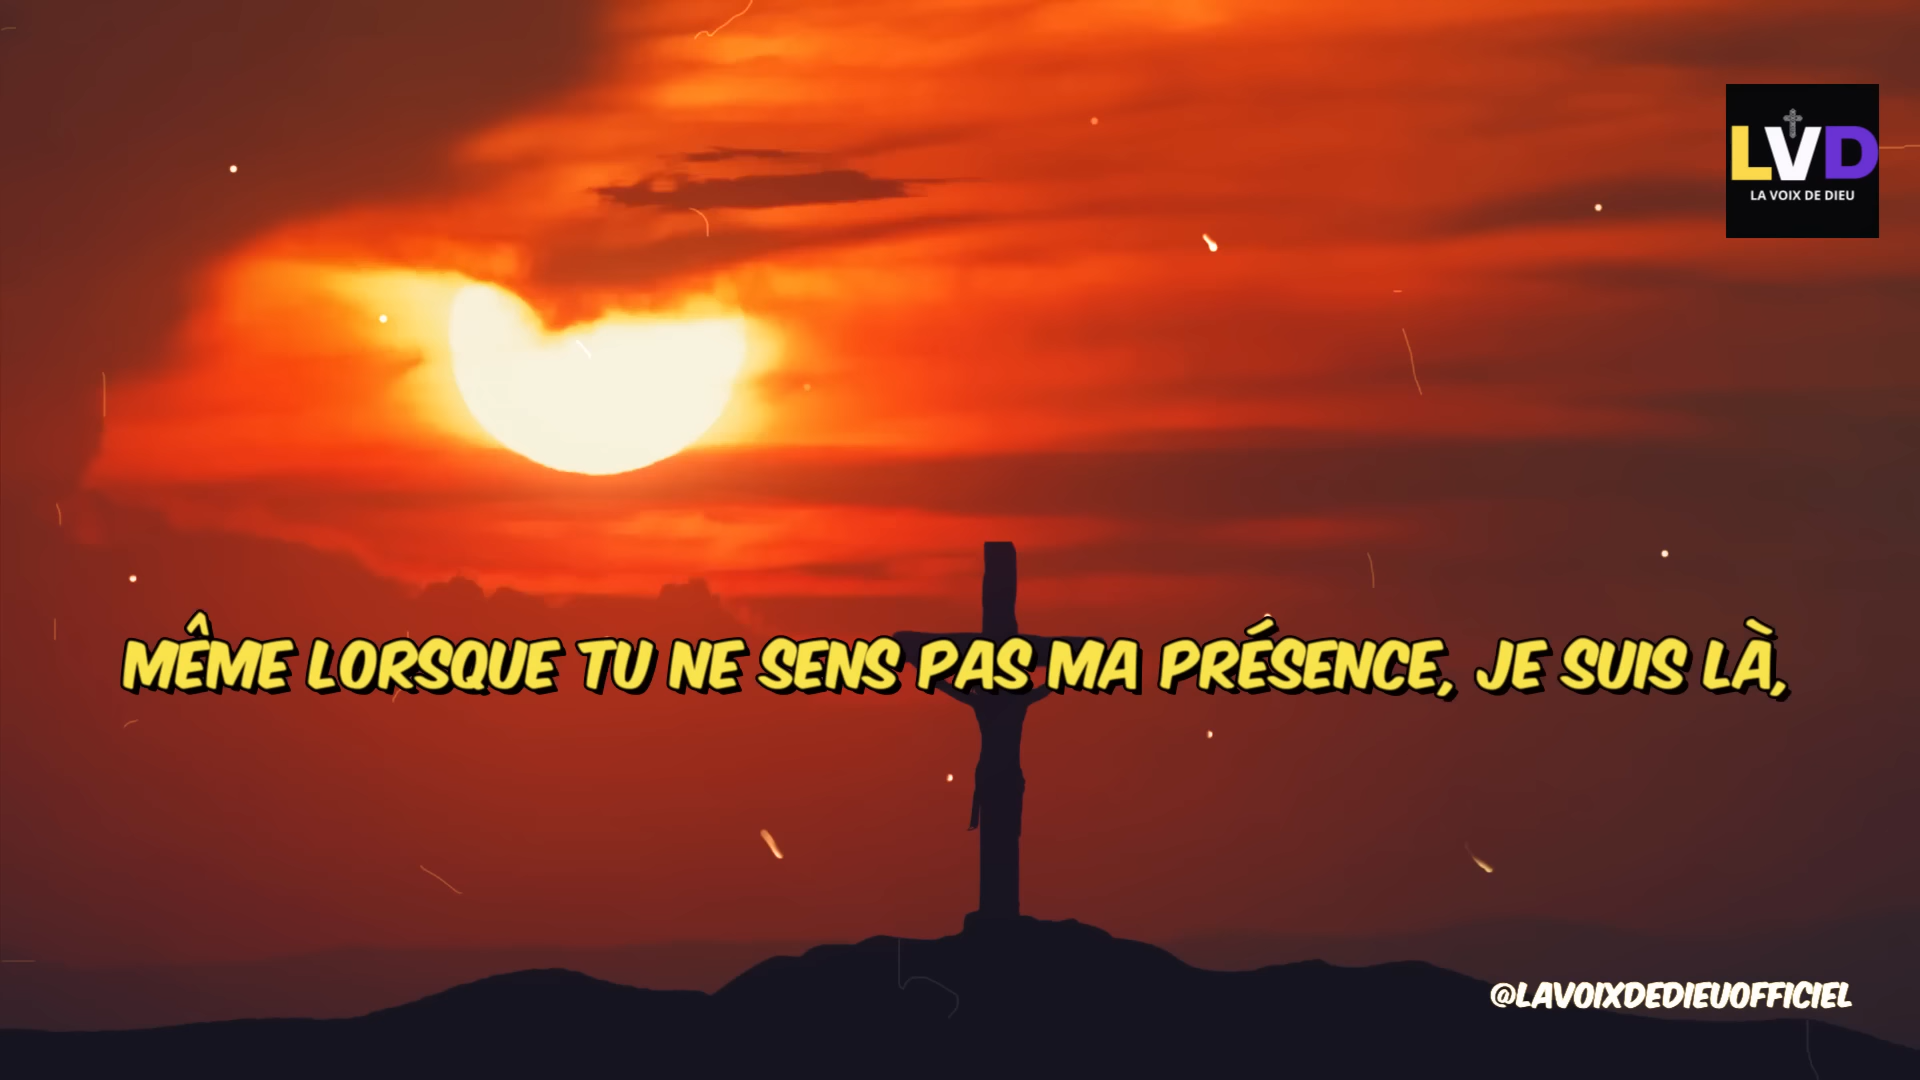 LVD
LA VOIX DE DIEU
MÊME LORSQUE TU NE SENS PAS MA PRÉSENCE, JE SUIS LÀ,
@LAVOIXDEDIEUOFFICIEL